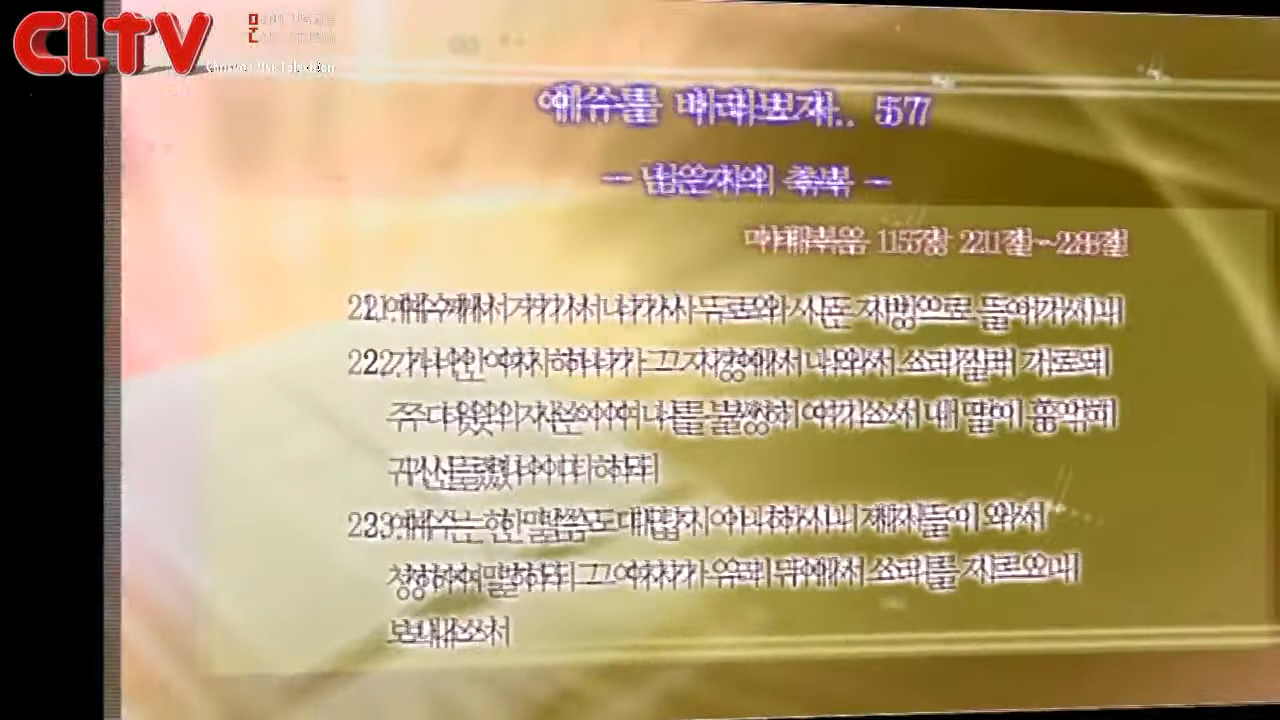 CLTV
Christ Link Television
예수를 바라보자.. 57
- 남은자의 축복 -
마태복음 15장 21절~28절
21.예수께서 거기서 나가사 두로와 시돈 지방으로 들어가시니
22.가나안 여자 하나가 그 지경에서 나와서 소리질러 가로되
주 다윗의 자손이여 나를 불쌍히 여기소서 내 딸이 흉악히
귀신들렸나이다 하되
23.예수는 한 말씀도 대답지 아니하시니 제자들이 와서
청하여 말하되 그 여자가 우리 뒤에서 소리를 지르오니
보내소서